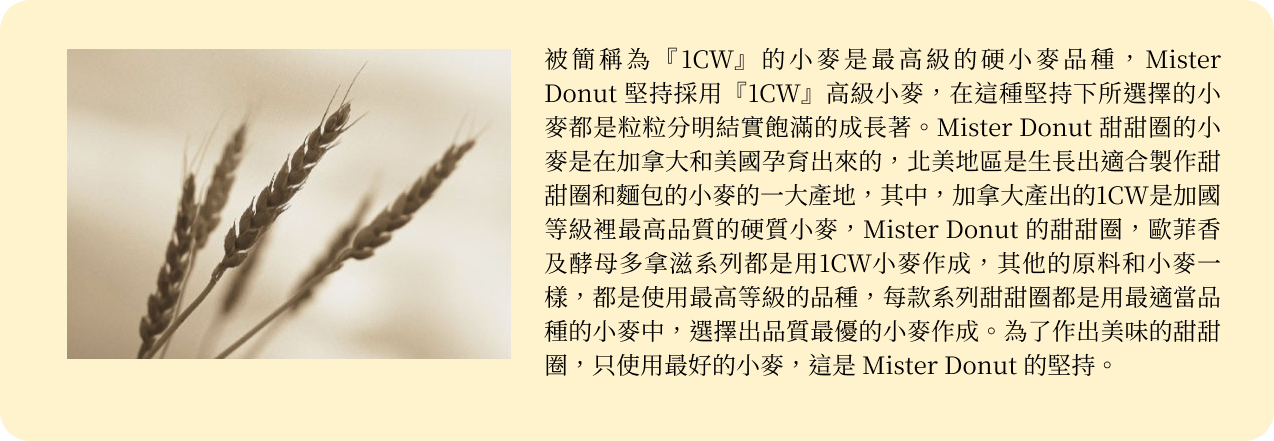 被簡稱為『1CW』的小麥是最高級的硬小麥品種，Mister
Donut 堅持採用『1CW』高級小麥，在這種堅持下所選擇的小
麥都是粒粒分明結實飽滿的成長著。Mister Donut 甜甜圈的小
麥是在加拿大和美國孕育出來的，北美地區是生長出適合製作甜
甜圈和麵包的小麥的一大產地，其中，加拿大產出的1CW是加國
等級裡最高品質的硬質小麥，Mister Donut 的甜甜圈，歐菲香
及酵母多拿滋系列都是用1CW小麥作成，其他的原料和小麥一
樣，都是使用最高等級的品種，每款系列甜甜圈都是用最適當品
種的小麥中，選擇出品質最優的小麥作成。為了作出美味的甜甜
圈，只使用最好的小麥，這是 Mister Donut 的堅持。